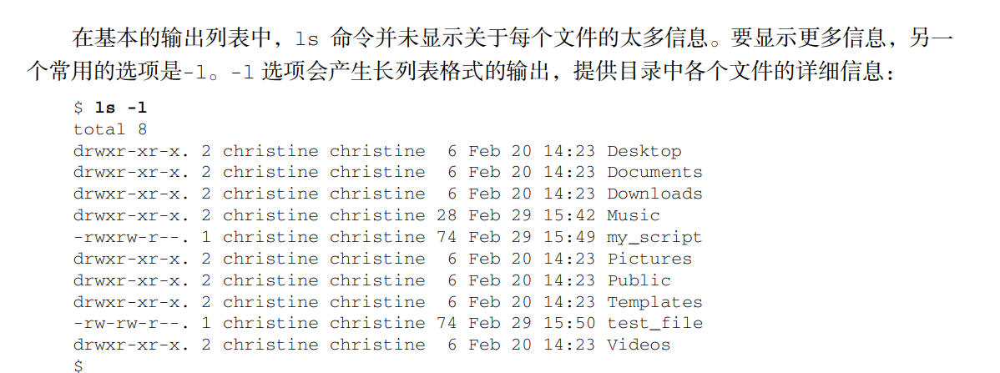 在基本的输出列表中，ls 命令并未显示关于每个文件的太多信息。要显示更多信息，另一
个常用的选项是-l。-l 选项会产生长列表格式的输出，提供目录中各个文件的详细信息：
$ ls -l
total 8
drwxr-xr-x. 2 christine christine  6 Feb 20 14:23 Desktop
drwxr-xr-x. 2 christine christine  6 Feb 20 14:23 Documents
drwxr-xr-x. 2 christine christine  6 Feb 20 14:23 Downloads
drwxr-xr-x. 2 christine christine 28 Feb 29 15:42 Music
-rwxrw-r--. 1 christine christine 74 Feb 29 15:49 my_script
drwxr-xr-x. 2 christine christine  6 Feb 20 14:23 Pictures
drwxr-xr-x. 2 christine christine  6 Feb 20 14:23 Public
drwxr-xr-x. 2 christine christine  6 Feb 20 14:23 Templates
-rw-rw-r--. 1 christine christine 74 Feb 29 15:50 test_file
drwxr-xr-x. 2 christine christine  6 Feb 20 14:23 Videos
$